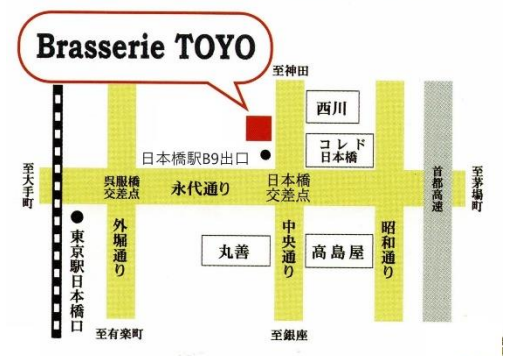 Brasserie TOYO
至神田
西川
コレド
日本橋
日本橋駅B9出口
至大手町
呉服橋
交差点
永代通り
日本橋
交差点
首都高速
至茅場町
東京駅日本橋口
外堀通り
丸善
中央通り
高島屋
昭和通り
至有楽町
至銀座